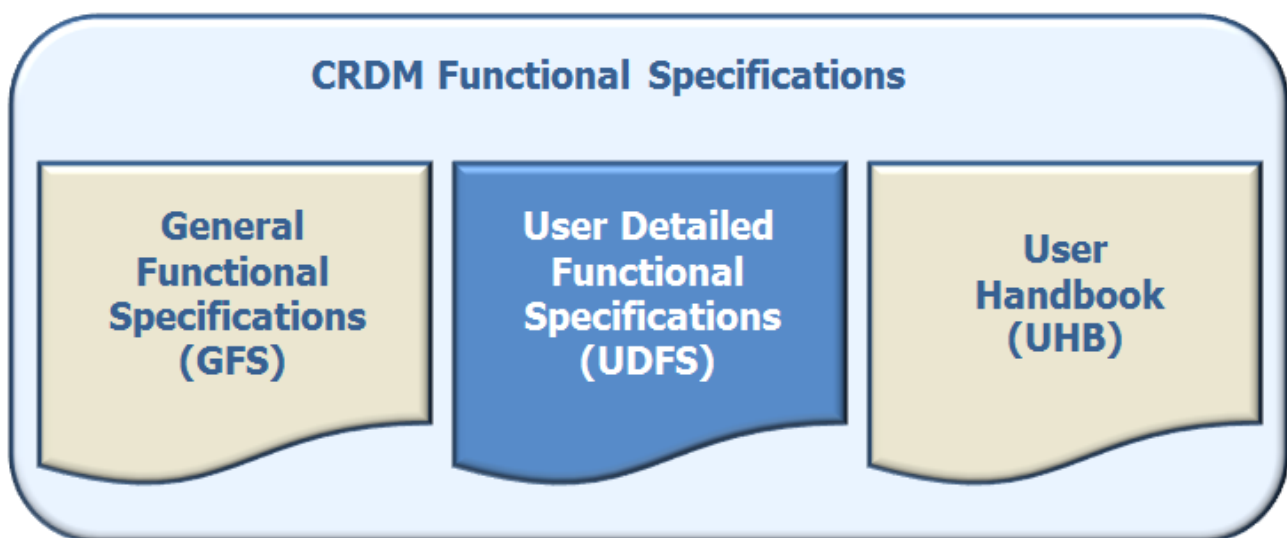 CRDM Functional Specifications
General
Functional
Specifications
(GFS)
User Detailed
Functional
Specifications
(UDFS)
User
Handbook
(UHB)